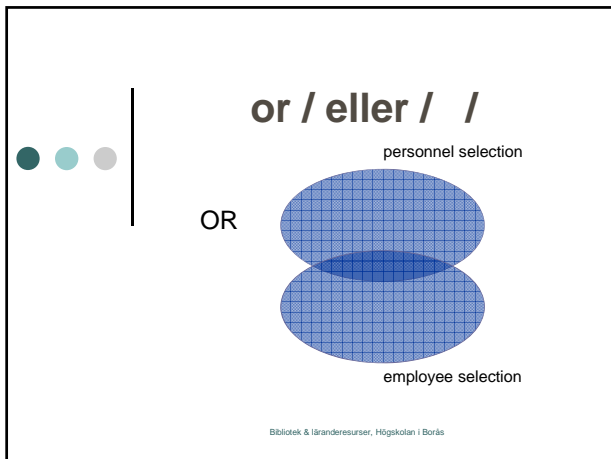 or / eller /   /
personnel selection
OR
employee selection
Bibliotek & läranderesurser, Högskolan i Borås